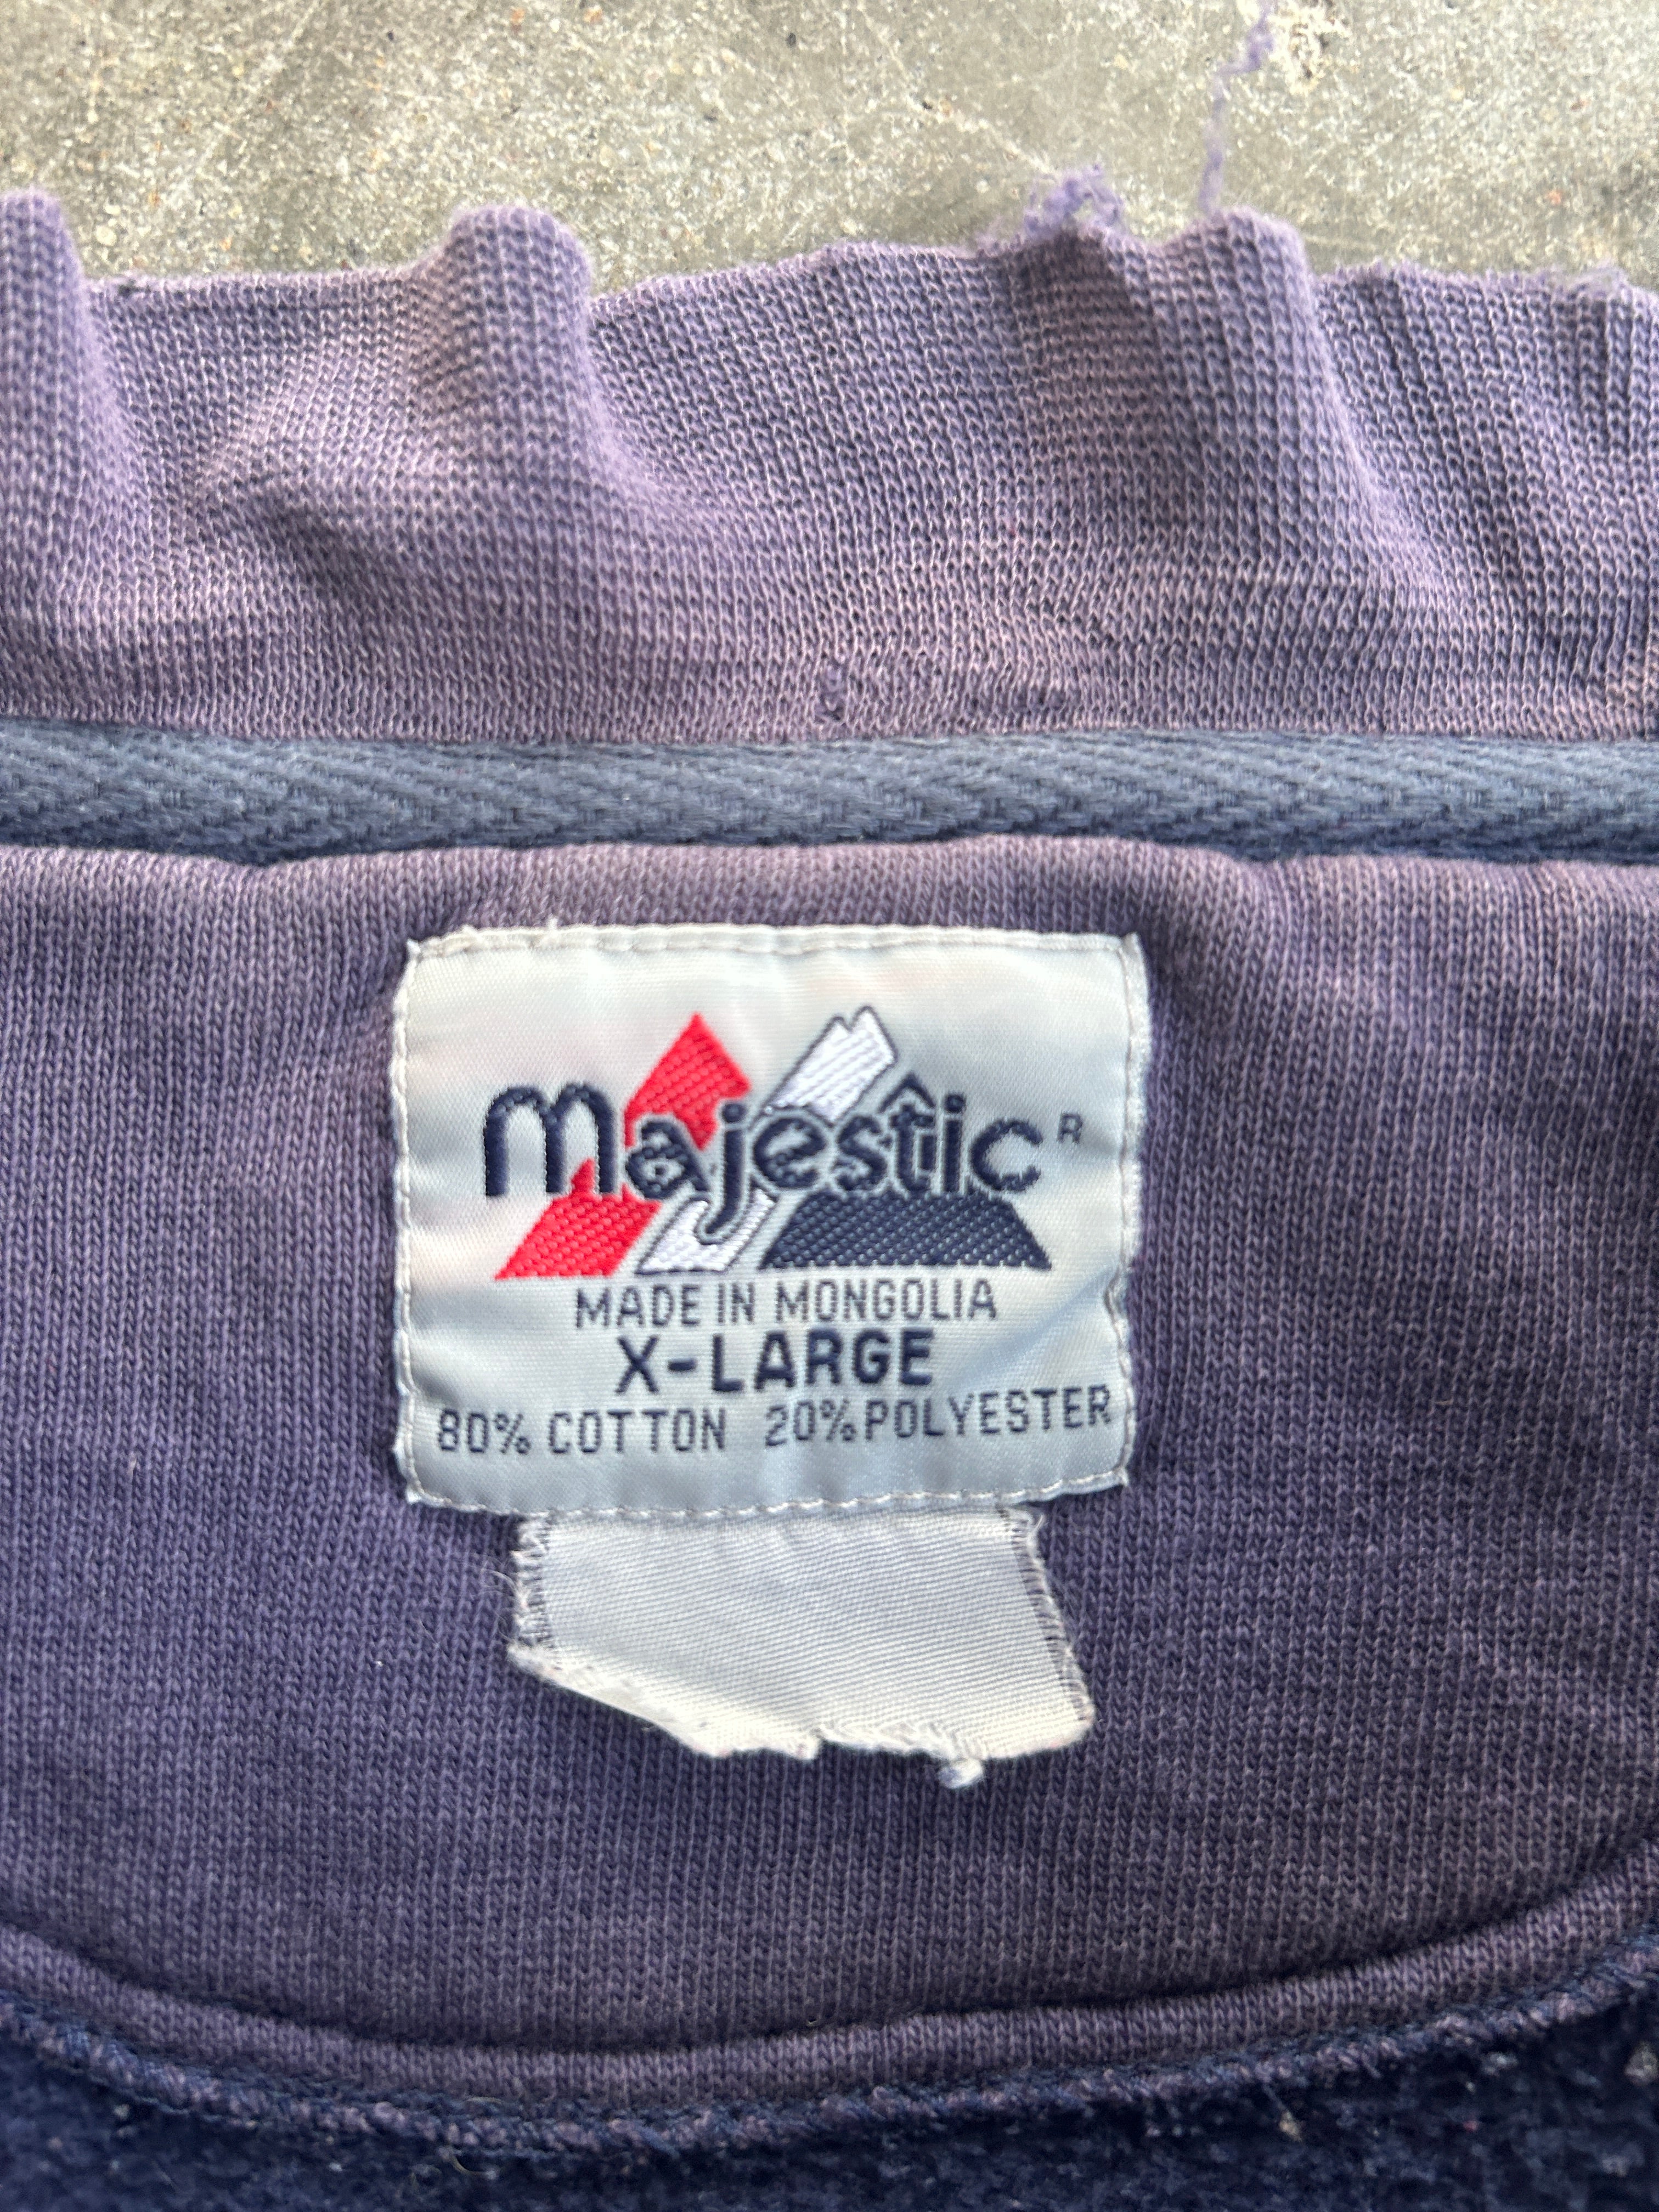 Majestic R
MADE IN MONGOLIA
X-LARGE
80% COTTON 20% POLYESTER